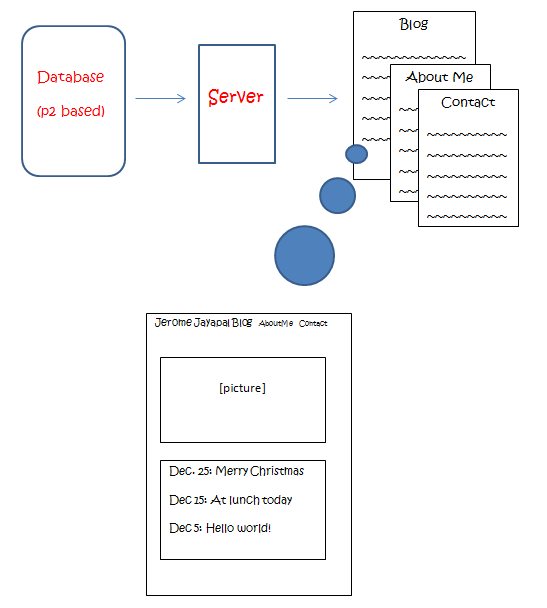 Database
(p2 based)
Server
Blog
About Me
Contact
Jerome Jayapal Blog AboutMe Contact
[picture]
Dec. 25: Merry Christmas
Dec 15: At lunch today
Dec 5: Hello world!